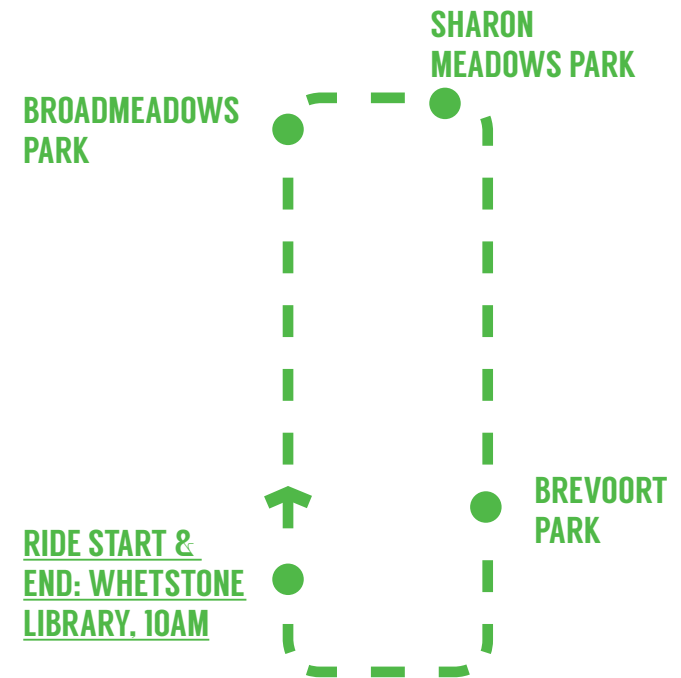 SHARON
MEADOWS PARK
BROADMEADOWS
PARK
BREVOORT
PARK
RIDE START &
END: WHETSTONE
LIBRARY, 10AM